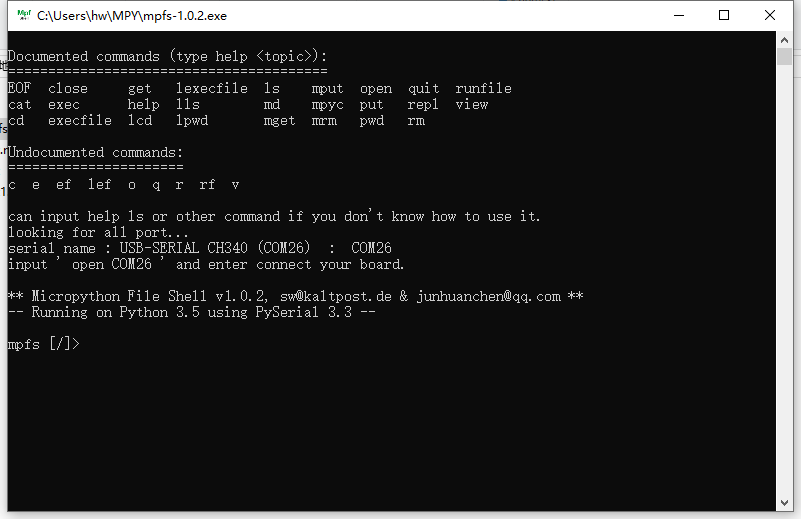 C:\Users\hw\MPY\mpfs-1.0.2.exe
Documented commands (type help <topic>):
========================================
EOF  close     get   lexecfile  ls    mput  open  quit  runfile
cat  exec      help  lls        md    mpyc  put   repl  view
cd   execfile  lcd   lpwd       mget  mrm   pwd   rm
Undocumented commands:
======================
c  e  ef  lef  o  q  r  rf  v
can input help ls or other command if you don't know how to use it.
looking for all port...
serial name : USB-SERIAL CH340 (COM26)  :  COM26
input ' open COM26 ' and enter connect your board.
** Micropython File Shell v1.0.2, sw@kaltpost.de & junhuanchen@qq.com **
-- Running on Python 3.5 using PySerial 3.3 --
mpfs [/]>